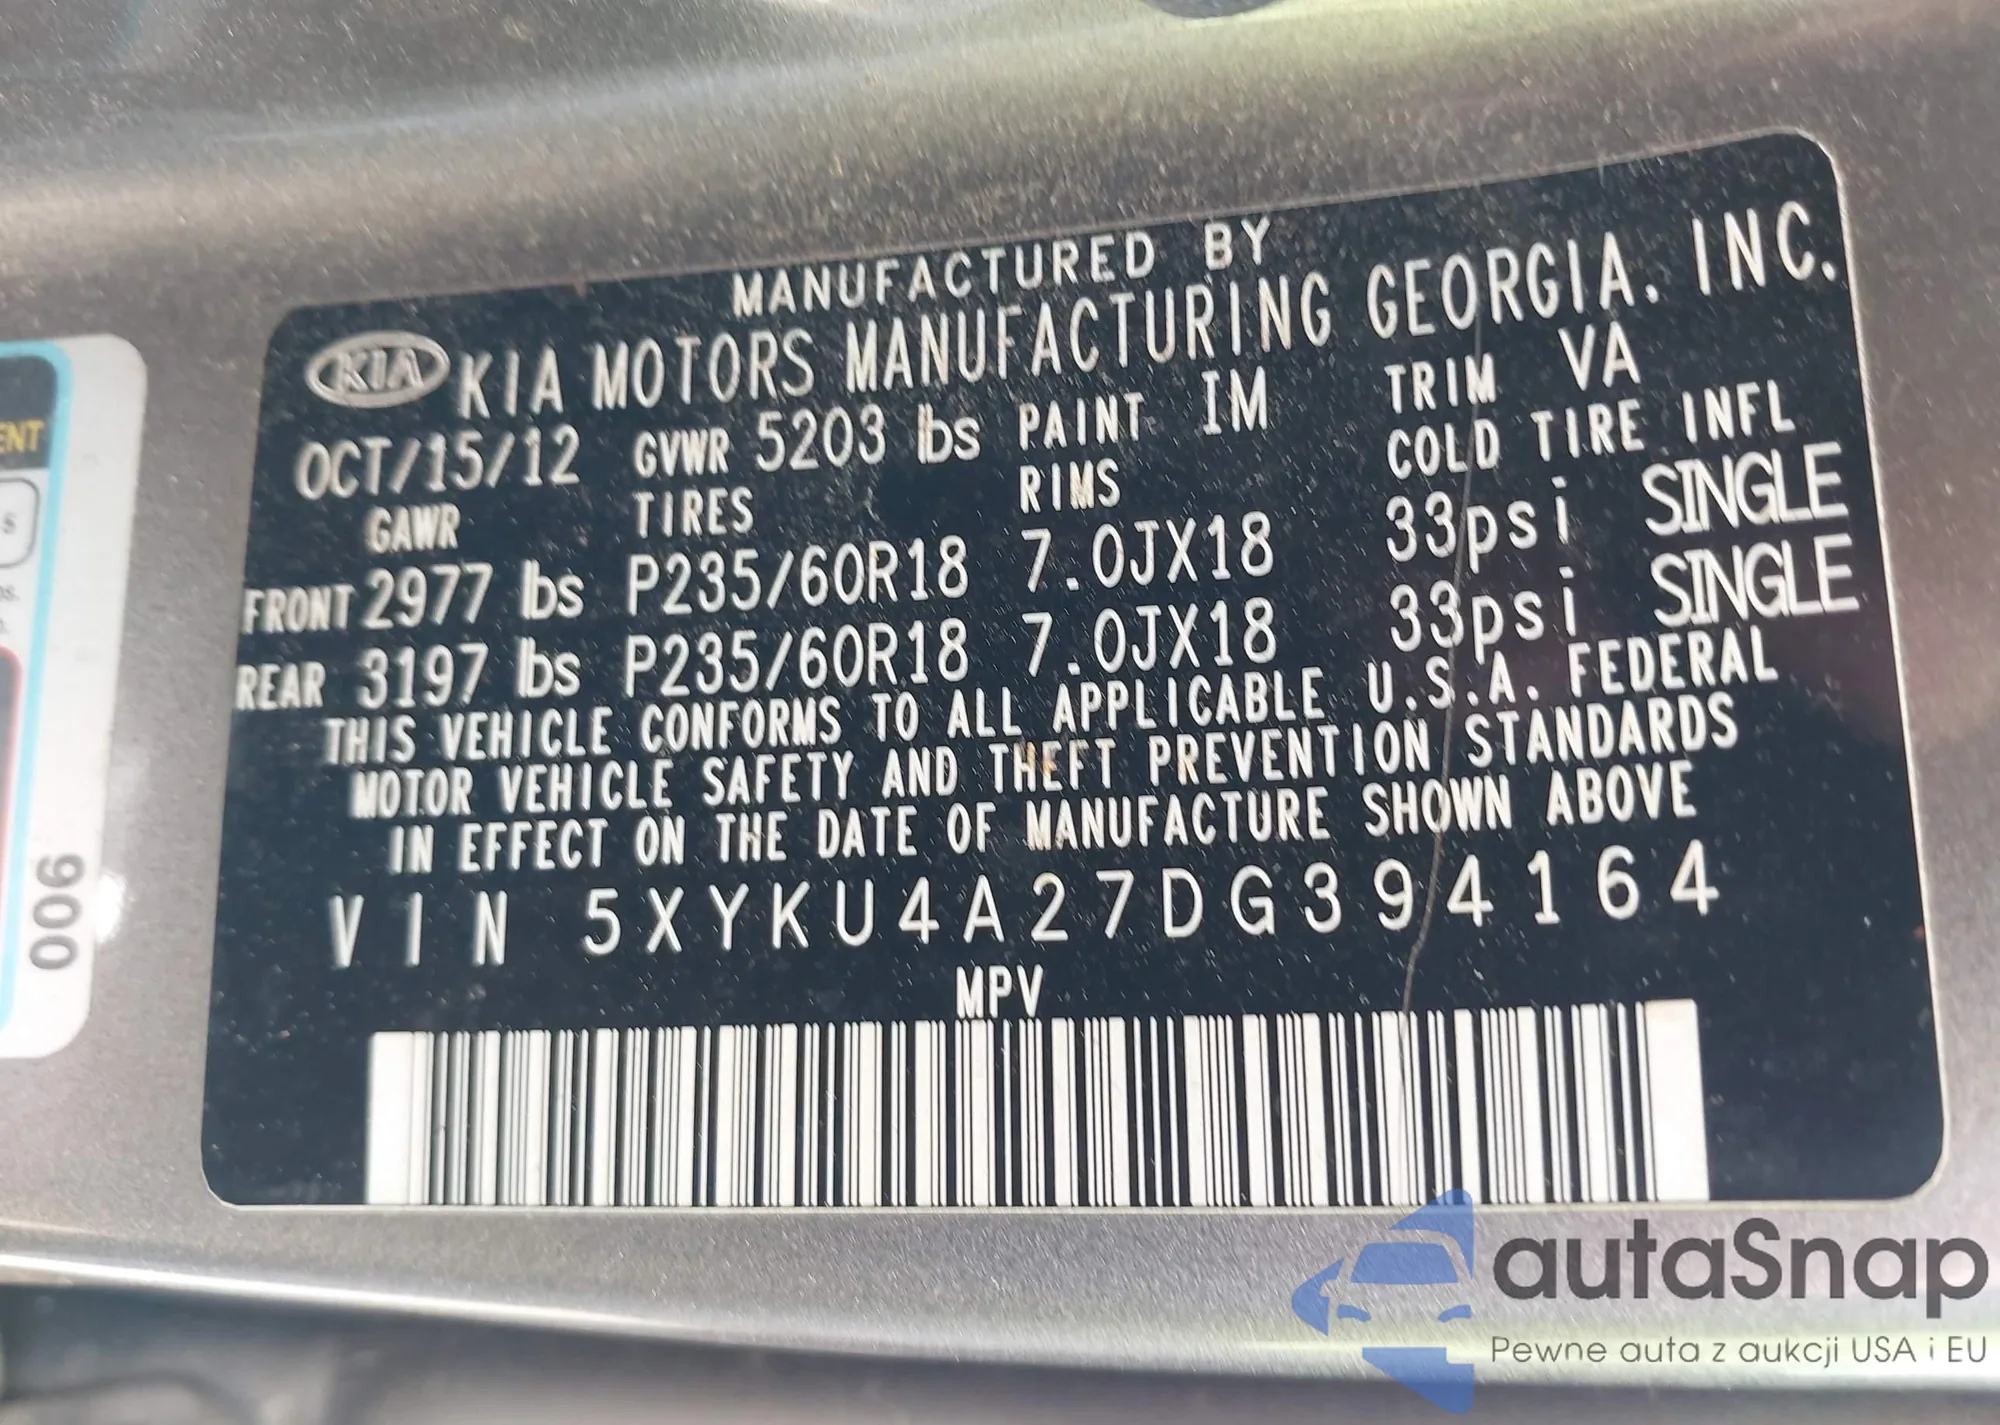 MANUFACTURED BY
KIA KIA MOTORS MANUFACTURING GEORGIA. INC.
OCT/15/12 GVWR 5203 lbs PAINT IM TRIM VA
GAWR TIRES RIMS COLD TIRE INFL
FRONT 2977 lbs P235/60R18 7.0JX18 33psi SINGLE
REAR 3197 lbs P235/60R18 7.0JX18 33psi SINGLE
THIS VEHICLE CONFORMS TO ALL APPLICABLE U.S.A. FEDERAL
MOTOR VEHICLE SAFETY AND THEFT PREVENTION STANDARDS
IN EFFECT ON THE DATE OF MANUFACTURE SHOWN ABOVE
VIN 5XYKU4A27DG394164
MPV
ENT
5
006
autaSnap
Pewne auta z aukcji USA i EU